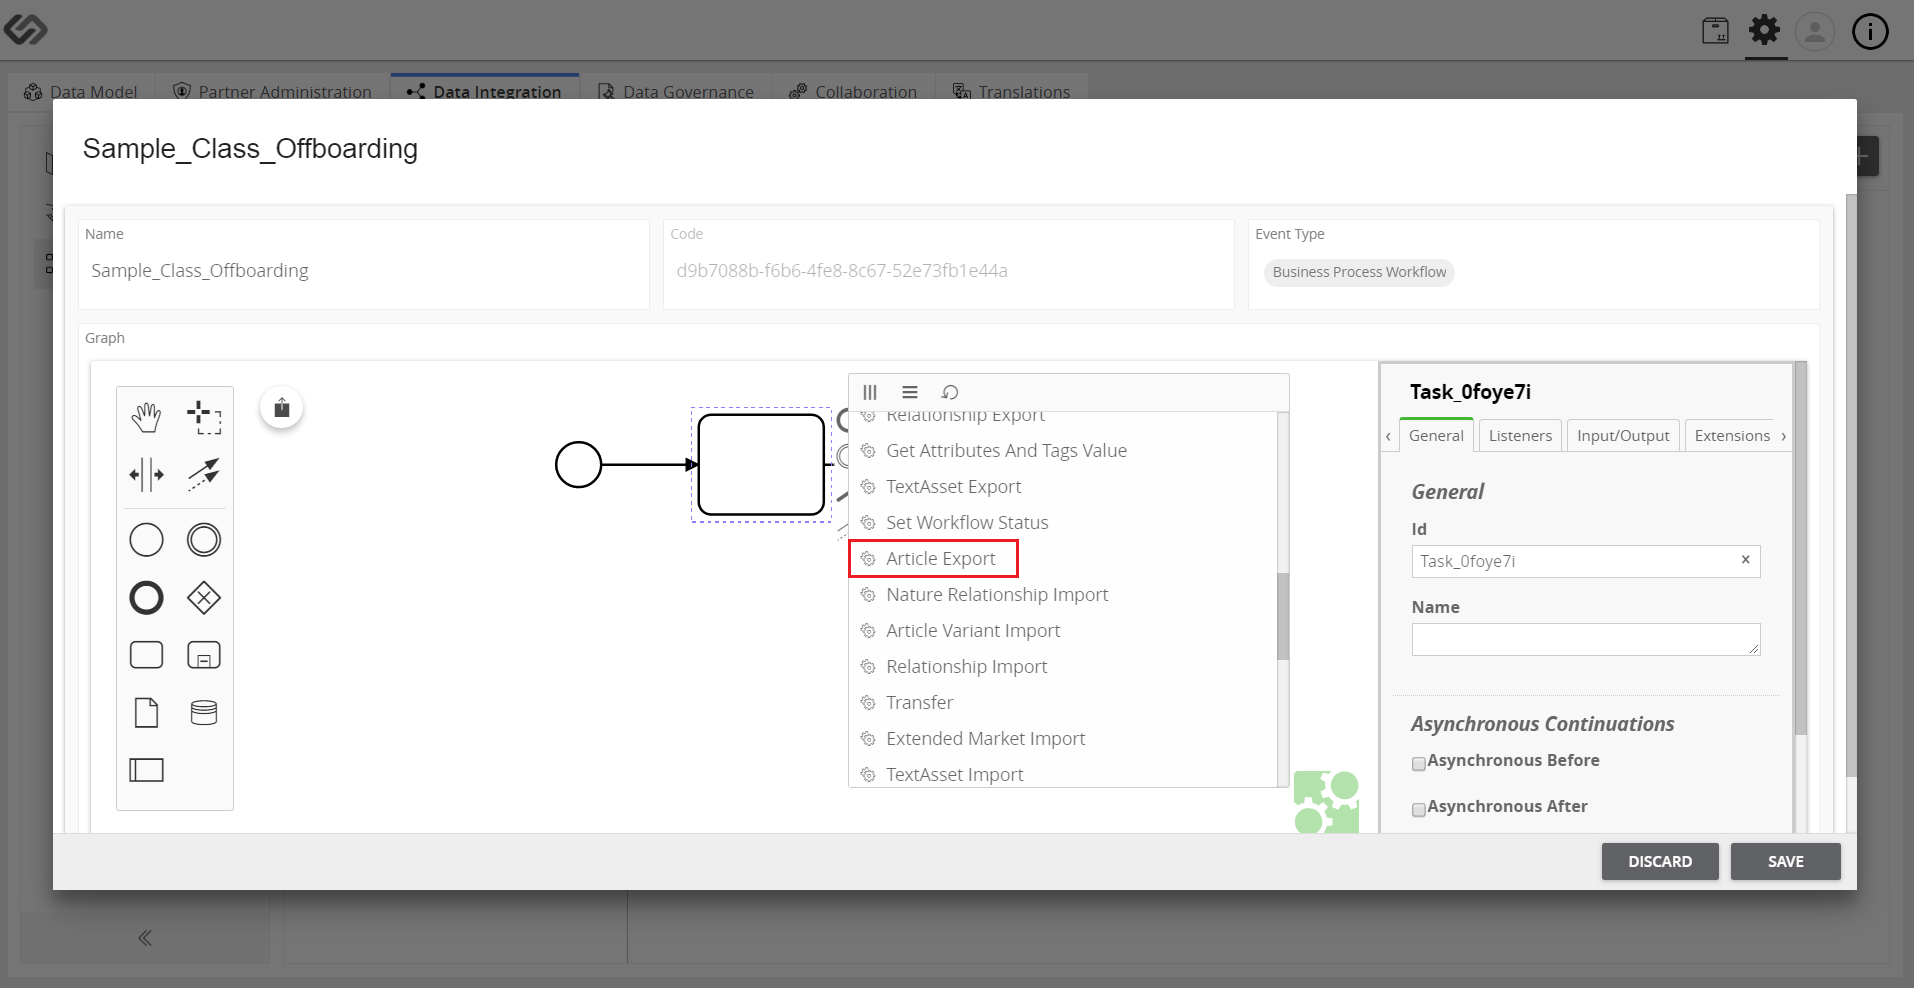 Data Model
Partner Administration
Data Integration
Data Governance
Collaboration
Translations
Sample_Class_Offboarding
Name
Sample_Class_Offboarding
Code
d9b7088b-f6b6-4fe8-8c67-52e73fb1e44a
Event Type
Business Process Workflow
Graph
Relationship Export
Get Attributes And Tags Value
TextAsset Export
Set Workflow Status
Article Export
Nature Relationship Import
Article Variant Import
Relationship Import
Transfer
Extended Market Import
TextAsset Import
Task_0foye7i
General
Listeners
Input/Output
Extensions
General
Id
Task_0foye7i
Name
Asynchronous Continuations
Asynchronous Before
Asynchronous After
DISCARD
SAVE